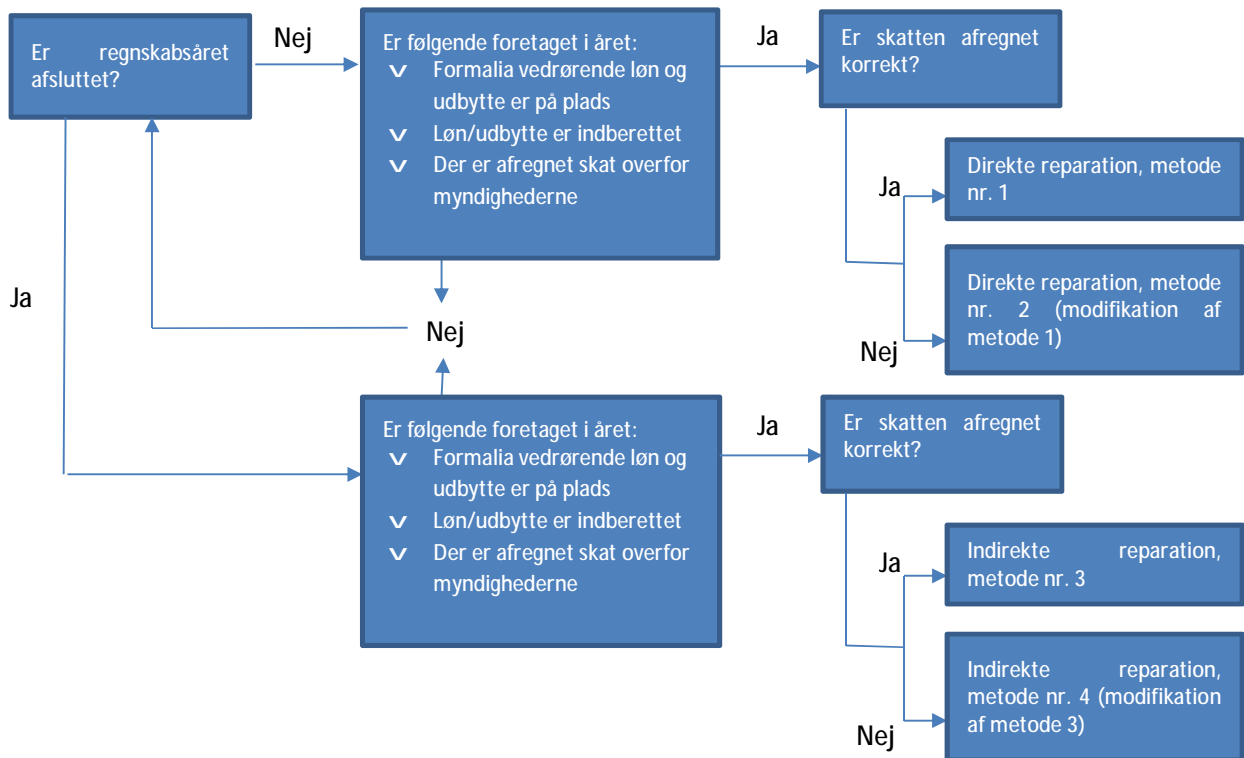 Er regnskabsåret
afsluttet?
Nej
Er følgende foretaget i året:
v Formalia vedrørende løn og
udbytte er på plads
v Løn/udbytte er indberettet
v Der er afregnet skat overfor
myndighederne
Ja
Er skatten afregnet
korrekt?
Ja
Direkte reparation, metode
nr. 1
Nej
Direkte reparation, metode
nr. 2 (modifikation af
metode 1)
Ja
Nej
Er følgende foretaget i året:
v Formalia vedrørende løn og
udbytte er på plads
v Løn/udbytte er indberettet
v Der er afregnet skat overfor
myndighederne
Ja
Er skatten afregnet
korrekt?
Ja
Indirekte reparation,
metode nr. 3
Nej
Indirekte reparation,
metode nr. 4 (modifikation
af metode 3)